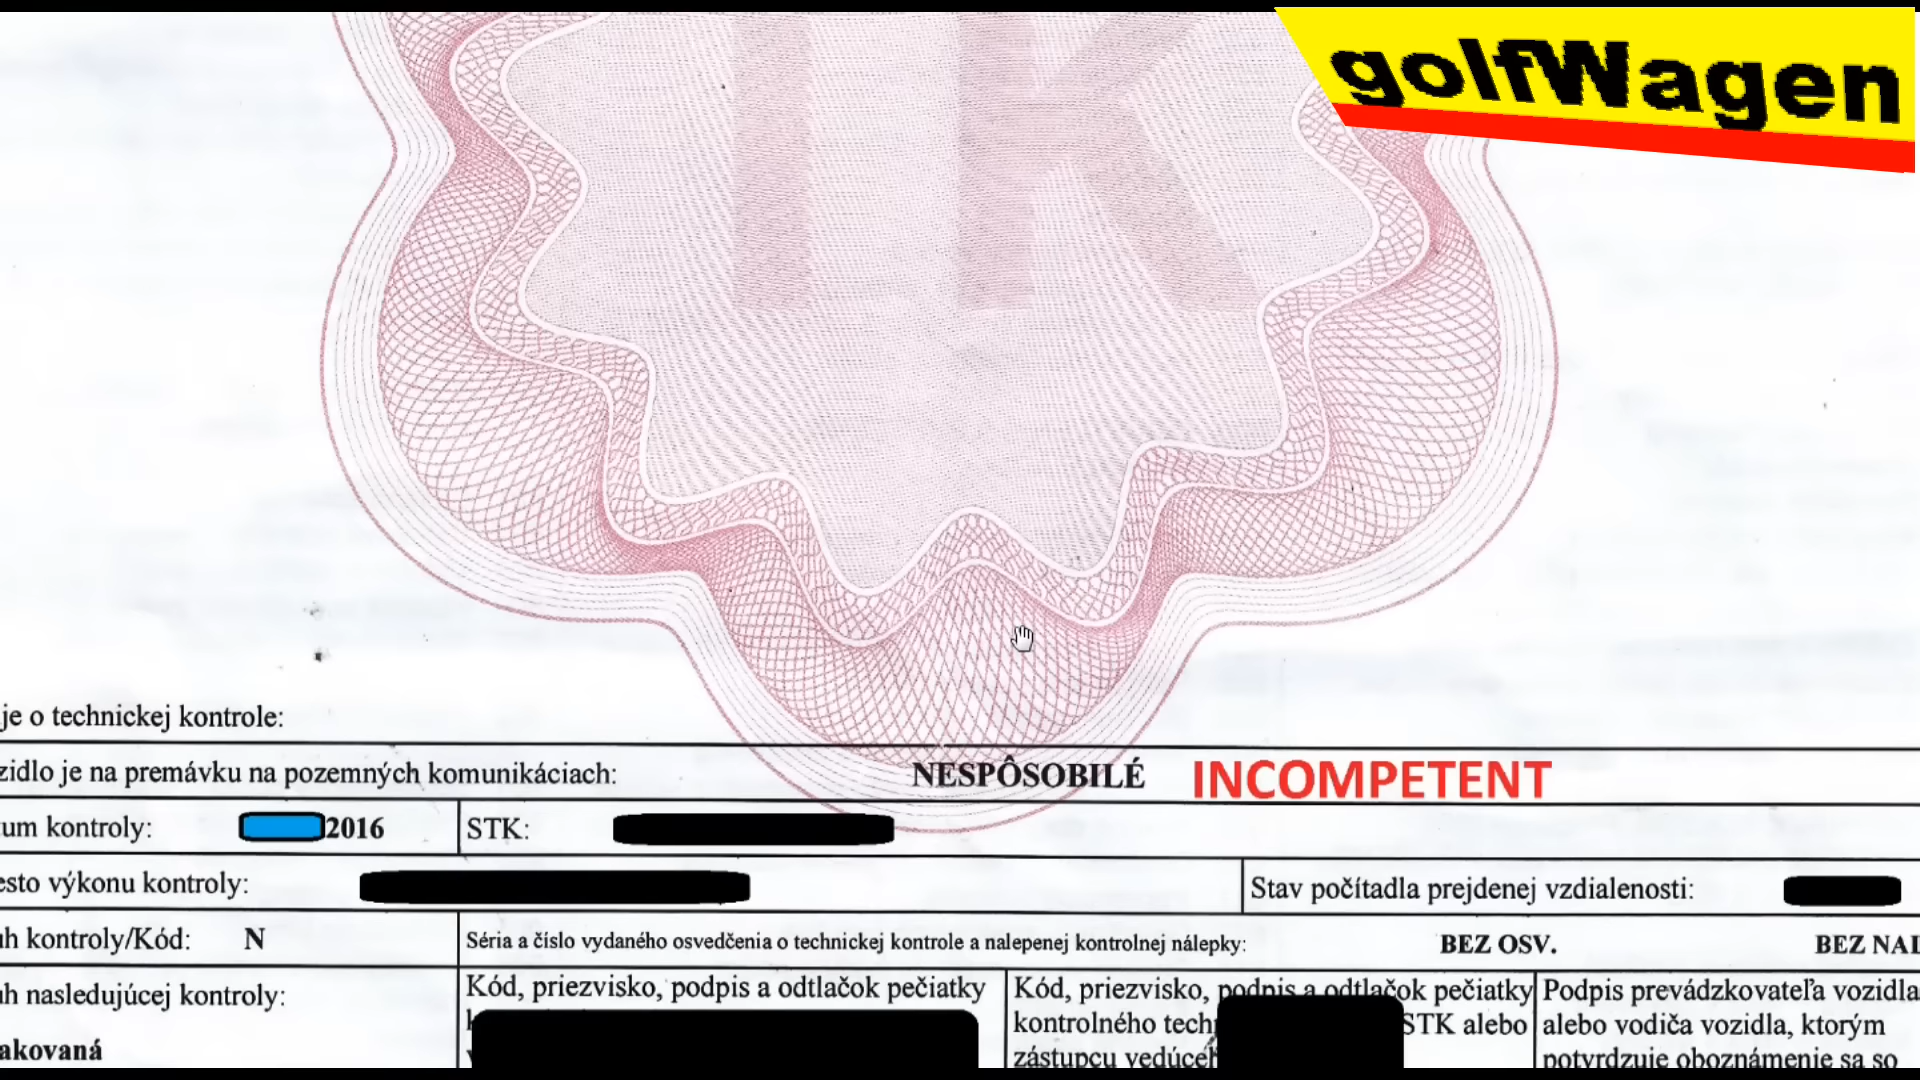 golfWagen
je o technickej kontrole:
zidlo je na premávku na pozemných komunikáciach: NESPÔSOBILÉ INCOMPETENT
um kontroly: 2016 STK:
esto výkonu kontroly: Stav počítadla prejdenej vzdialenosti:
uh kontroly/Kód: N Séria a číslo vydaného osvedčenia o technickej kontrole a nalepenej kontrolnej nálepky: BEZ OSV. BEZ NAL
uh nasledujúcej kontroly: Kód, priezvisko, podpis a odtlačok pečiatky Kód, priezvisko, podpis a odtlačok pečiatky Podpis prevádzkovateľa vozidla
kontrolného tech STK alebo alebo vodiča vozidla, ktorým
akovaná zástupcu vedúce potvrdzuje oboznámenie sa so